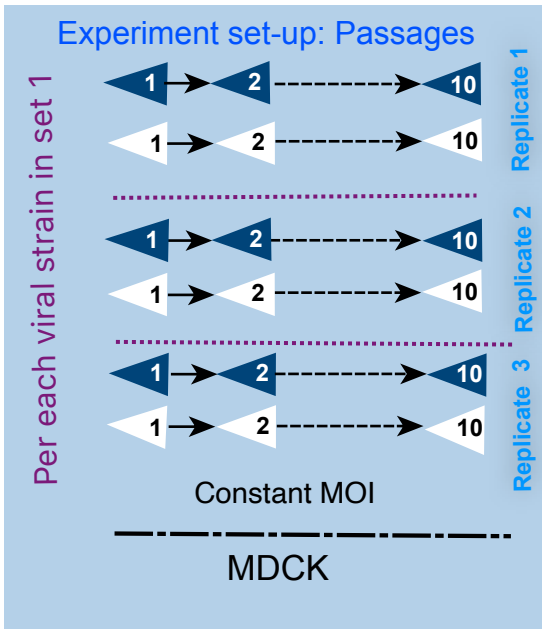 Experiment set-up: Passages
Per each viral strain in set 1
1 2 10
1 2 10
Replicate 1
1 2 10
1 2 10
Replicate 2
1 2 10
1 2 10
Replicate 3
Constant MOI
MDCK